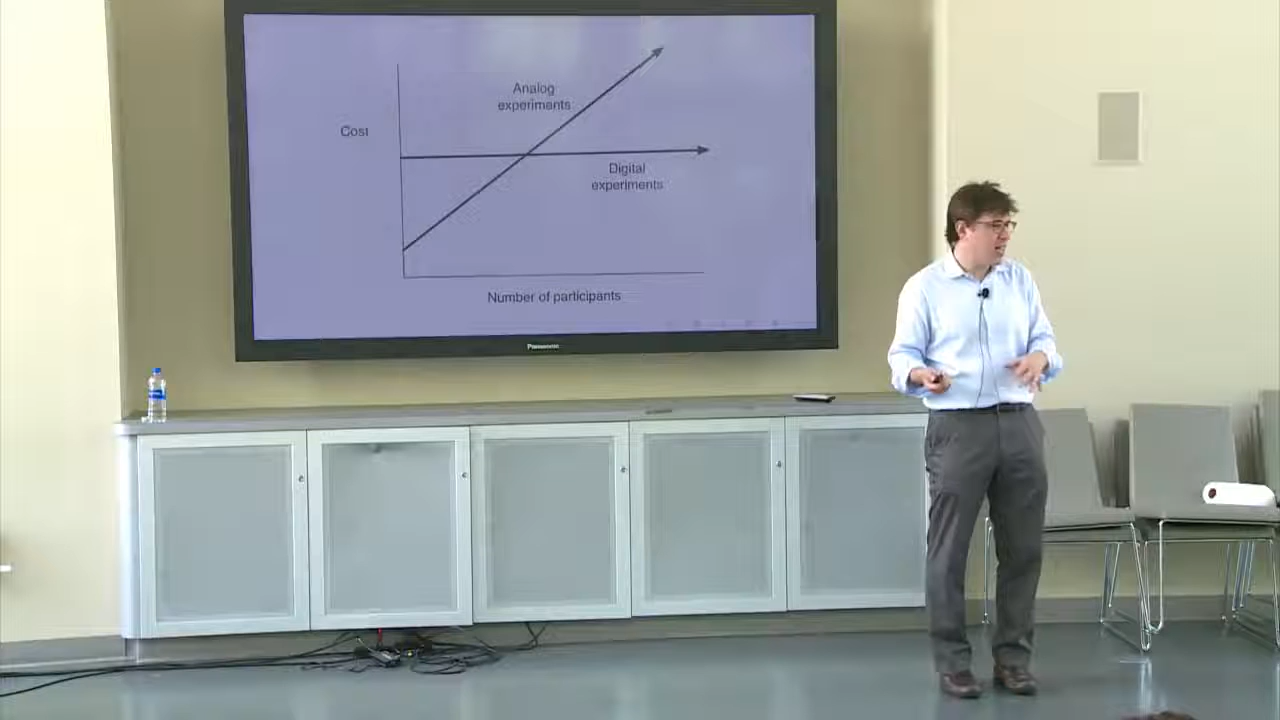 Analog
experiments
Cost
Digital
experiments
Number of participants
Panasonic